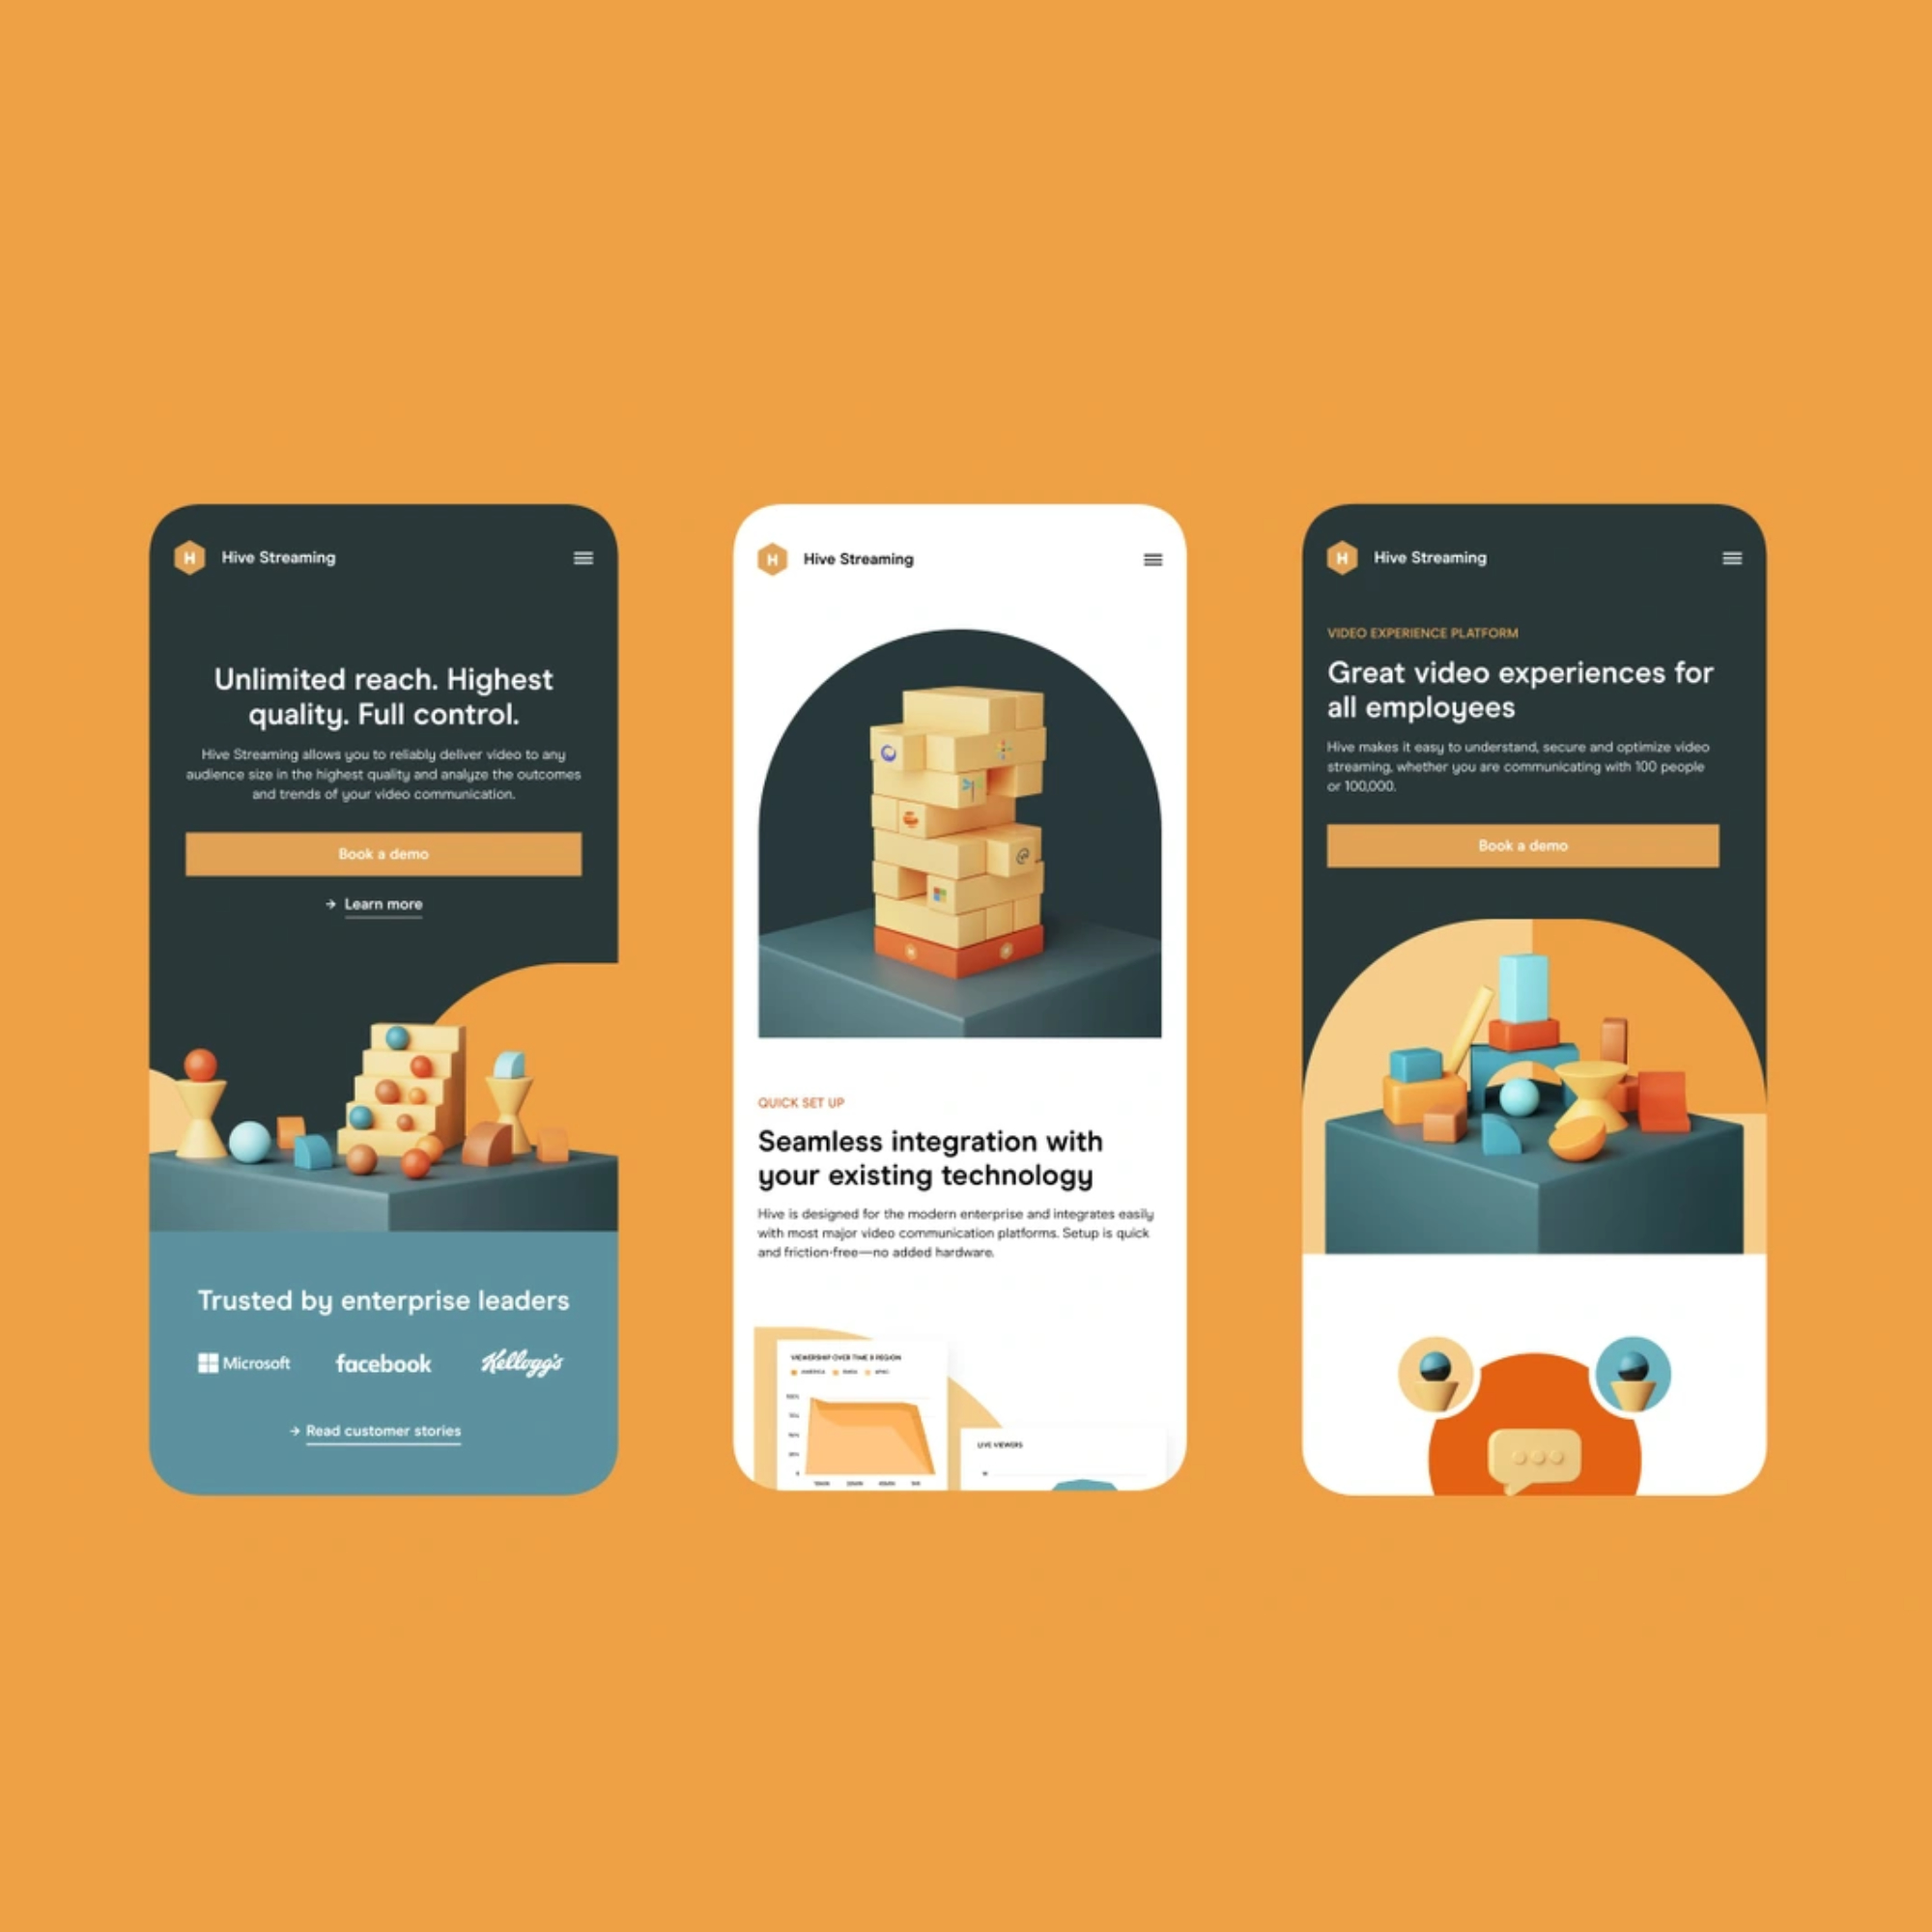 H
Hive Streaming
Unlimited reach. Highest
quality. Full control.
Hive Streaming allows you to reliably deliver video to any
audience size in the highest quality and analyze the outcomes
and trends of your video communication.
Book a demo
→ Learn more
Trusted by enterprise leaders
Microsoft
facebook
Kellogg's
→ Read customer stories
H
Hive Streaming
QUICK SET UP
Seamless integration with
your existing technology
Hive is designed for the modern enterprise and integrates easily
with most major video communication platforms. Setup is quick
and friction-free—no added hardware.
VIEWERSHIP OVER TIME & REGION
AMERICA EMEA APAC
100%
0
LIVE VIEWERS
H
Hive Streaming
VIDEO EXPERIENCE PLATFORM
Great video experiences for
all employees
Hive makes it easy to understand, secure and optimize video
streaming, whether you are communicating with 100 people
or 100,000.
Book a demo